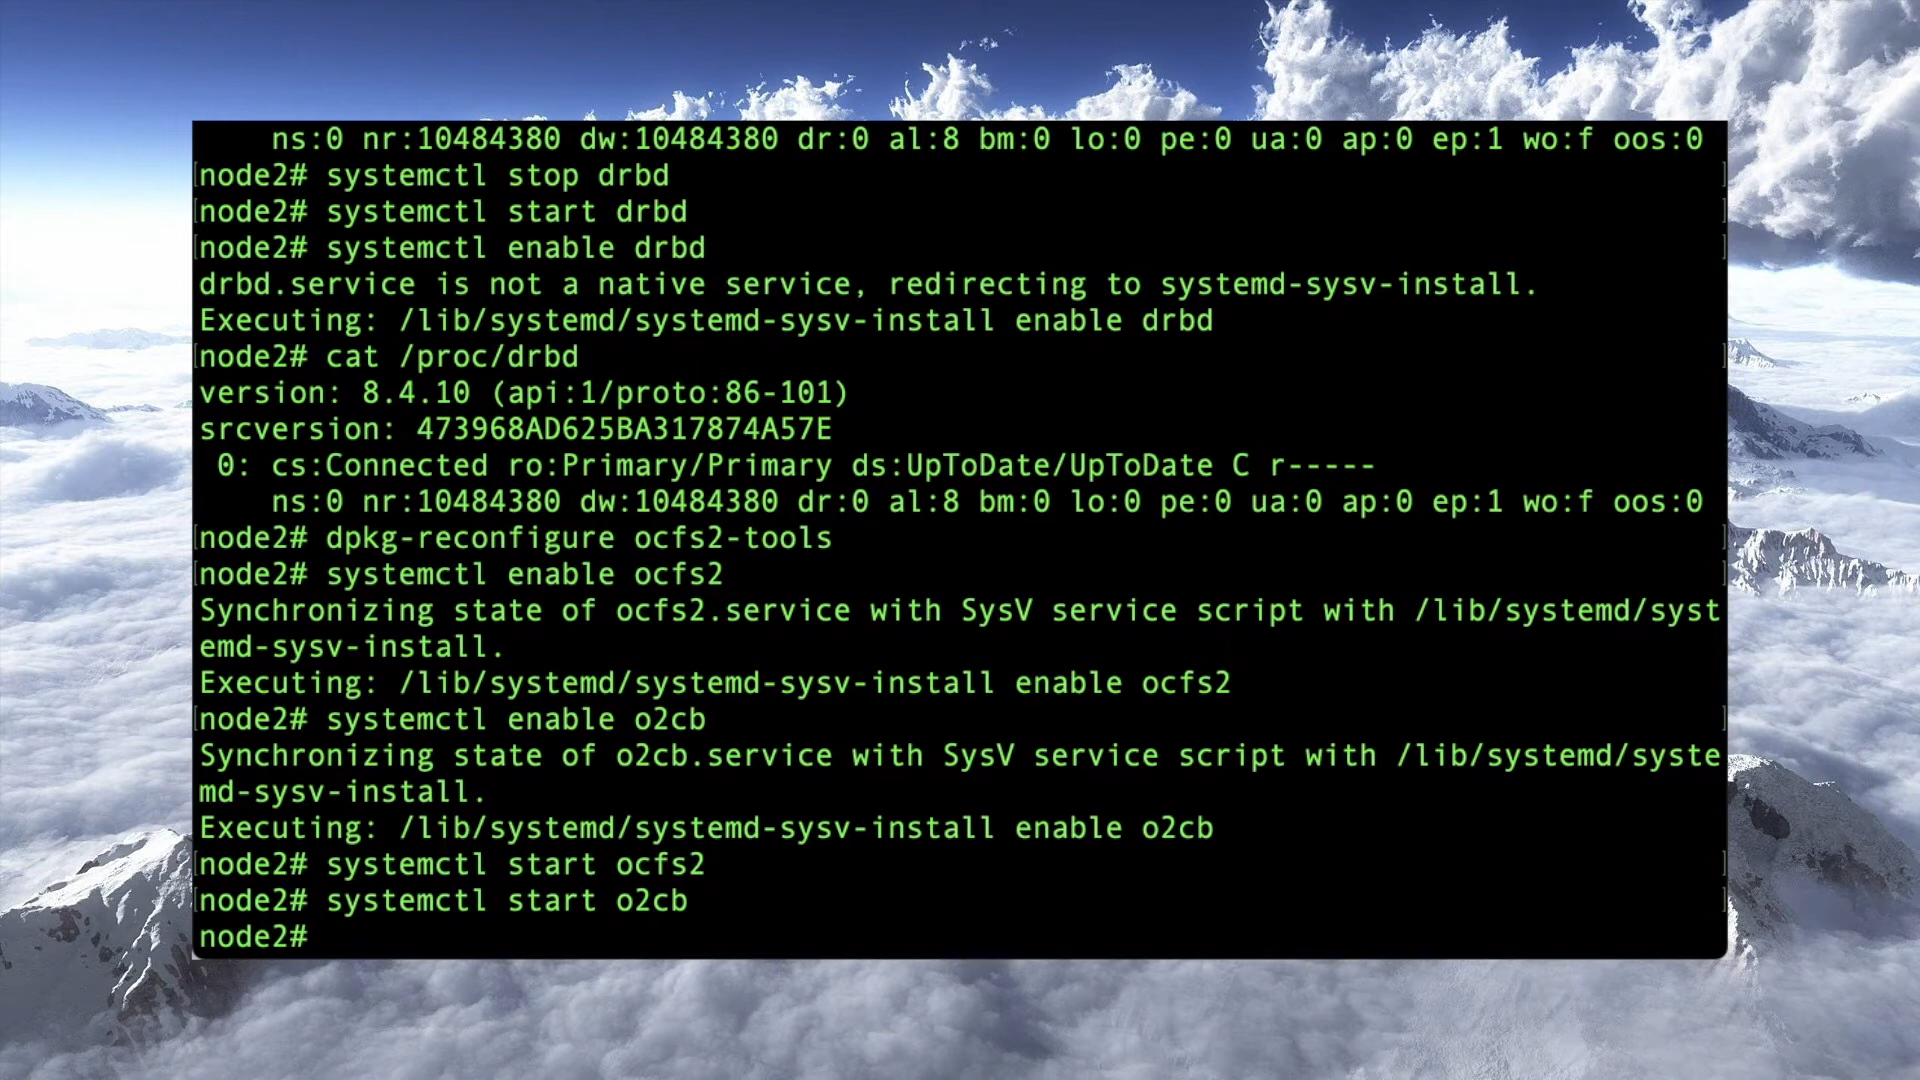 ns:0 nr:10484380 dw:10484380 dr:0 al:8 bm:0 lo:0 pe:0 ua:0 ap:0 ep:1 wo:f oos:0
[node2# systemctl stop drbd ]
[node2# systemctl start drbd ]
[node2# systemctl enable drbd ]
drbd.service is not a native service, redirecting to systemd-sysv-install.
Executing: /lib/systemd/systemd-sysv-install enable drbd
[node2# cat /proc/drbd ]
version: 8.4.10 (api:1/proto:86-101)
srcversion: 473968AD625BA317874A57E
0: cs:Connected ro:Primary/Primary ds:UpToDate/UpToDate C r-----
ns:0 nr:10484380 dw:10484380 dr:0 al:8 bm:0 lo:0 pe:0 ua:0 ap:0 ep:1 wo:f oos:0
[node2# dpkg-reconfigure ocfs2-tools ]
[node2# systemctl enable ocfs2 ]
Synchronizing state of ocfs2.service with SysV service script with /lib/systemd/syst
emd-sysv-install.
Executing: /lib/systemd/systemd-sysv-install enable ocfs2
[node2# systemctl enable o2cb ]
Synchronizing state of o2cb.service with SysV service script with /lib/systemd/syste
md-sysv-install.
Executing: /lib/systemd/systemd-sysv-install enable o2cb
[node2# systemctl start ocfs2 ]
[node2# systemctl start o2cb ]
node2#